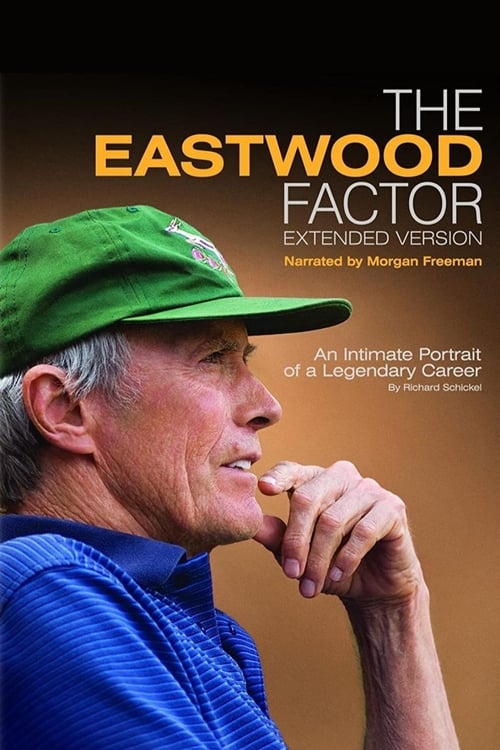 THE
EASTWOOD
FACTOR
EXTENDED VERSION
Narrated by Morgan Freeman
An Intimate Portrait
of a Legendary Career
By Richard Schickel